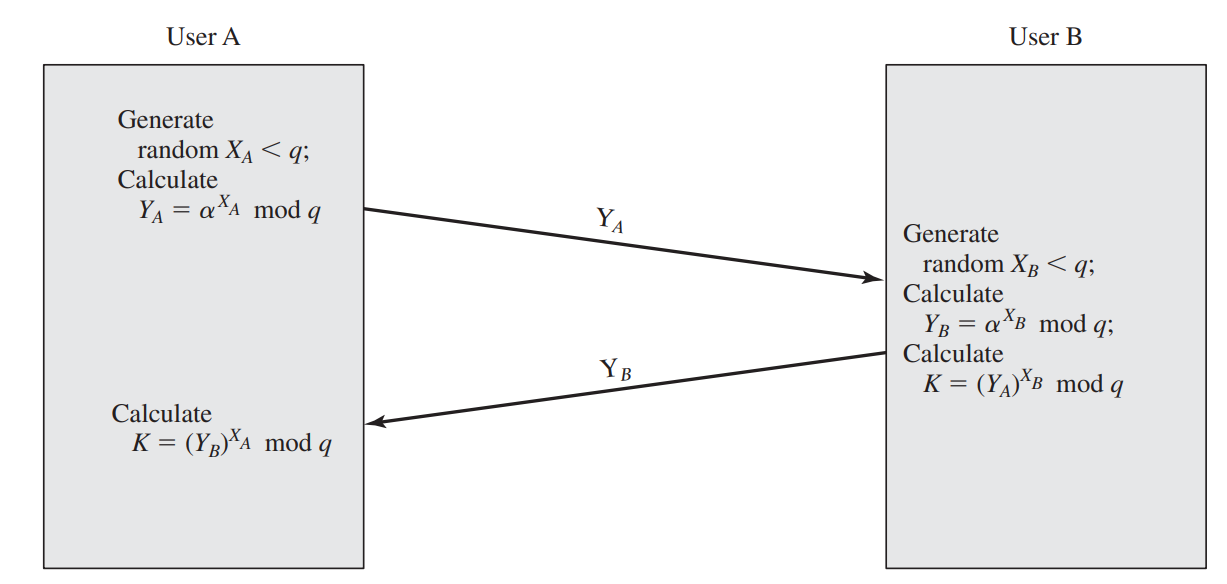 User A
User B
Generate
random X_A < q;
Calculate
Y_A = α^{X_A} mod q
Y_A
Generate
random X_B < q;
Calculate
Y_B = α^{X_B} mod q;
Calculate
K = (Y_A)^{X_B} mod q
Y_B
Calculate
K = (Y_B)^{X_A} mod q